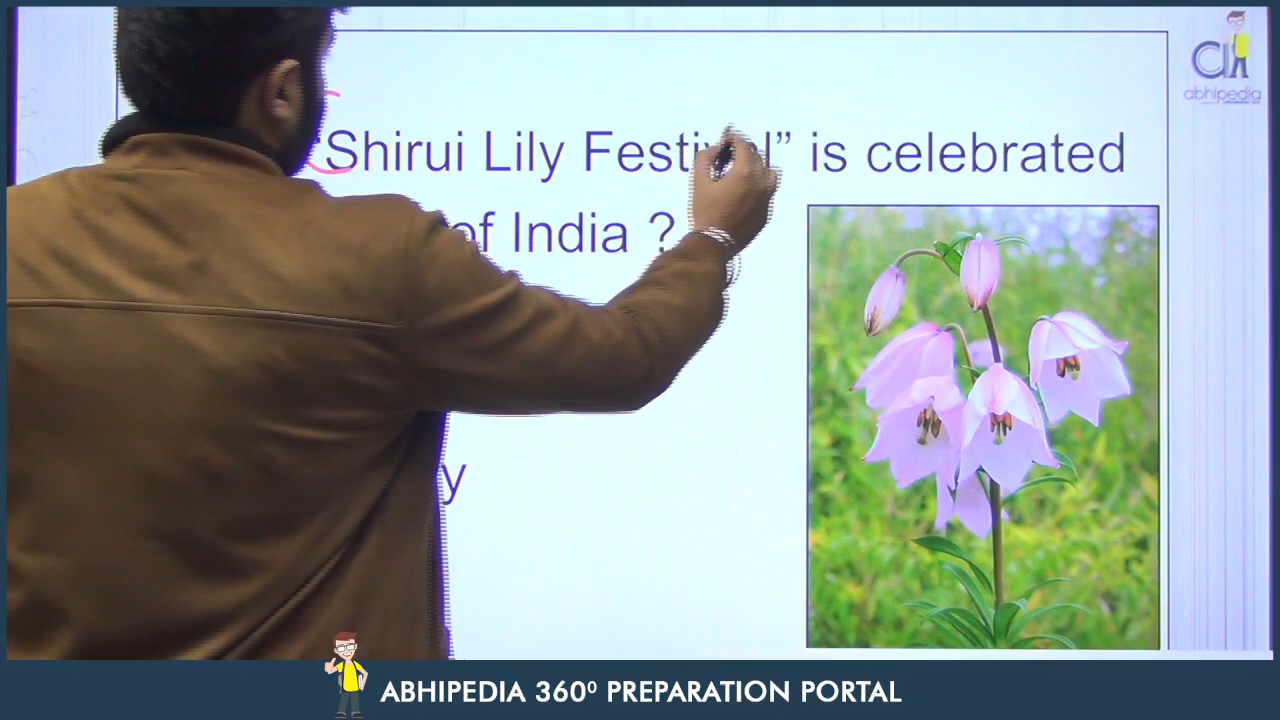 “Shirui Lily Festival” is celebrated
of India ?
y
abhipedia
ABHIPEDIA 360⁰ PREPARATION PORTAL